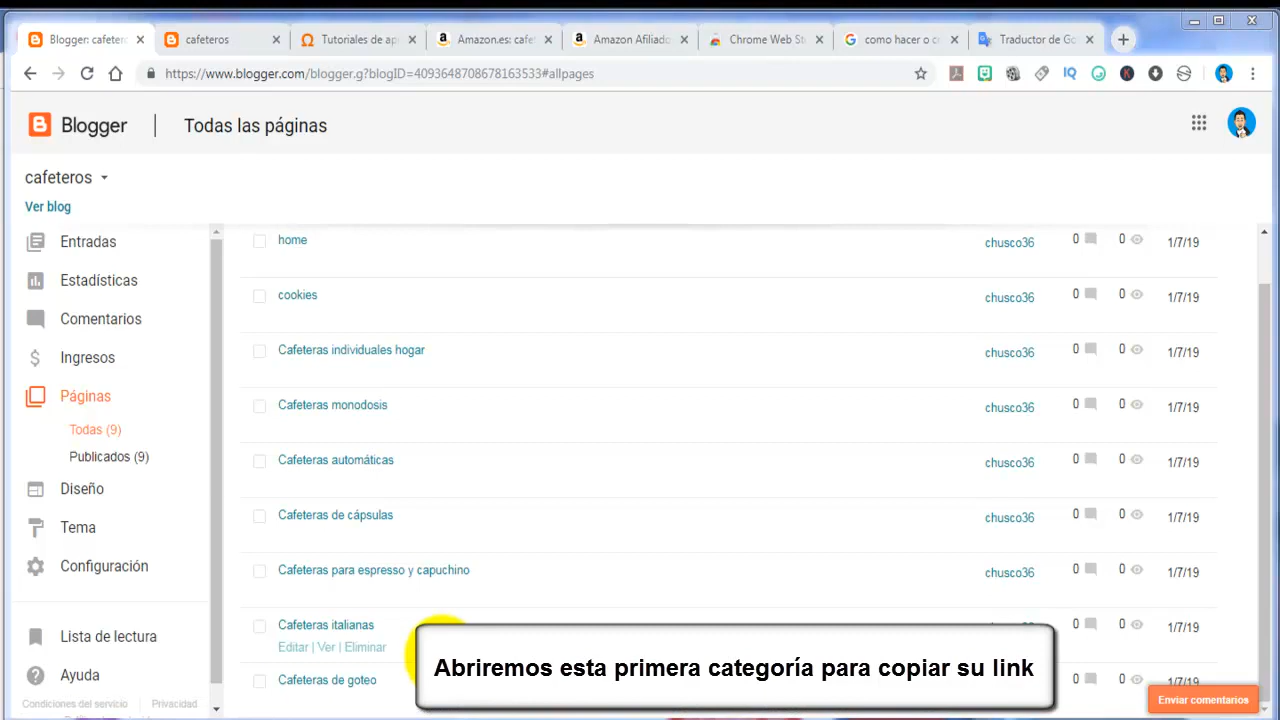 Blogger: cafeter
cafeteros
Tutoriales de ap
Amazon.es: cafe
Amazon Afiliado
Chrome Web St
como hacer o c
Traductor de Go
https://www.blogger.com/blogger.g?blogID=4093648708678163533#allpages
IQ
K
Blogger
Todas las páginas
cafeteros
Ver blog
Entradas
Estadísticas
Comentarios
Ingresos
Páginas
Todas (9)
Publicados (9)
Diseño
Tema
Configuración
Lista de lectura
Ayuda
Condiciones del servicio
Privacidad
home chusco36 0 0 1/7/19
cookies chusco36 0 0 1/7/19
Cafeteras individuales hogar chusco36 0 0 1/7/19
Cafeteras monodosis chusco36 0 0 1/7/19
Cafeteras automáticas chusco36 0 0 1/7/19
Cafeteras de cápsulas chusco36 0 0 1/7/19
Cafeteras para espresso y capuchino chusco36 0 0 1/7/19
Cafeteras italianas 0 0 1/7/19
Editar | Ver | Eliminar
Cafeteras de goteo 0 0 1/7/19
Abriremos esta primera categoría para copiar su link
Enviar comentarios